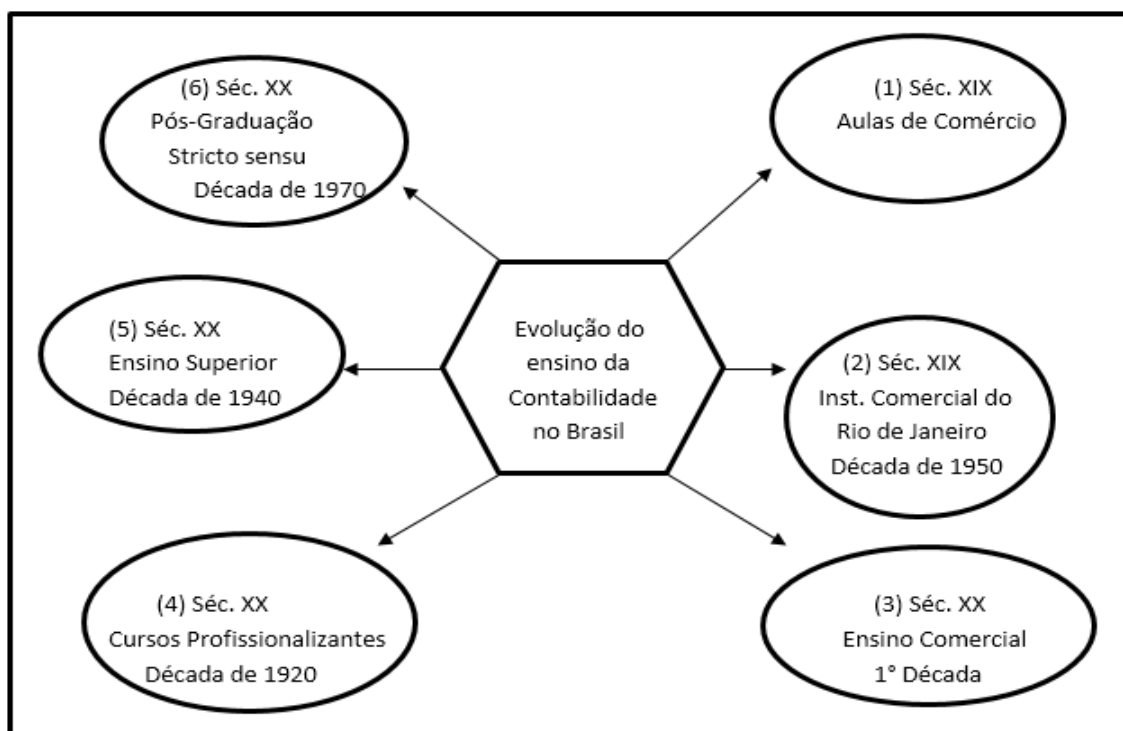 (6) Séc. XX
Pós-Graduação
Stricto sensu
Década de 1970
(1) Séc. XIX
Aulas de Comércio
(5) Séc. XX
Ensino Superior
Década de 1940
Evolução do
ensino da
Contabilidade
no Brasil
(2) Séc. XIX
Inst. Comercial do
Rio de Janeiro
Década de 1950
(4) Séc. XX
Cursos Profissionalizantes
Década de 1920
(3) Séc. XX
Ensino Comercial
1° Década